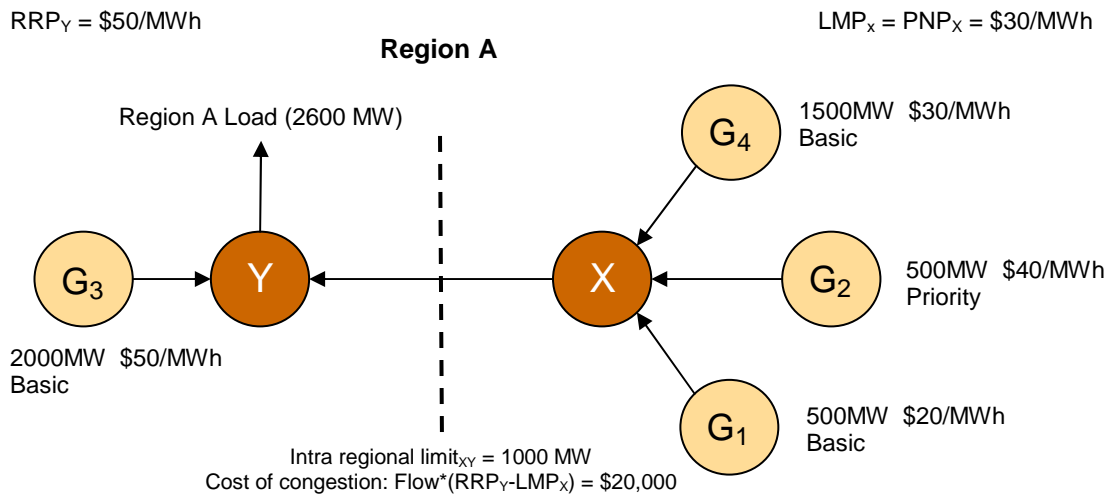 RRPY = $50/MWh
LMPx = PNPX = $30/MWh
Region A
Region A Load (2600 MW)
G4
1500MW $30/MWh
Basic
G3
Y
X
G2
500MW $40/MWh
Priority
2000MW $50/MWh
Basic
G1
500MW $20/MWh
Basic
Intra regional limitXY = 1000 MW
Cost of congestion: Flow*(RRPY-LMPX) = $20,000